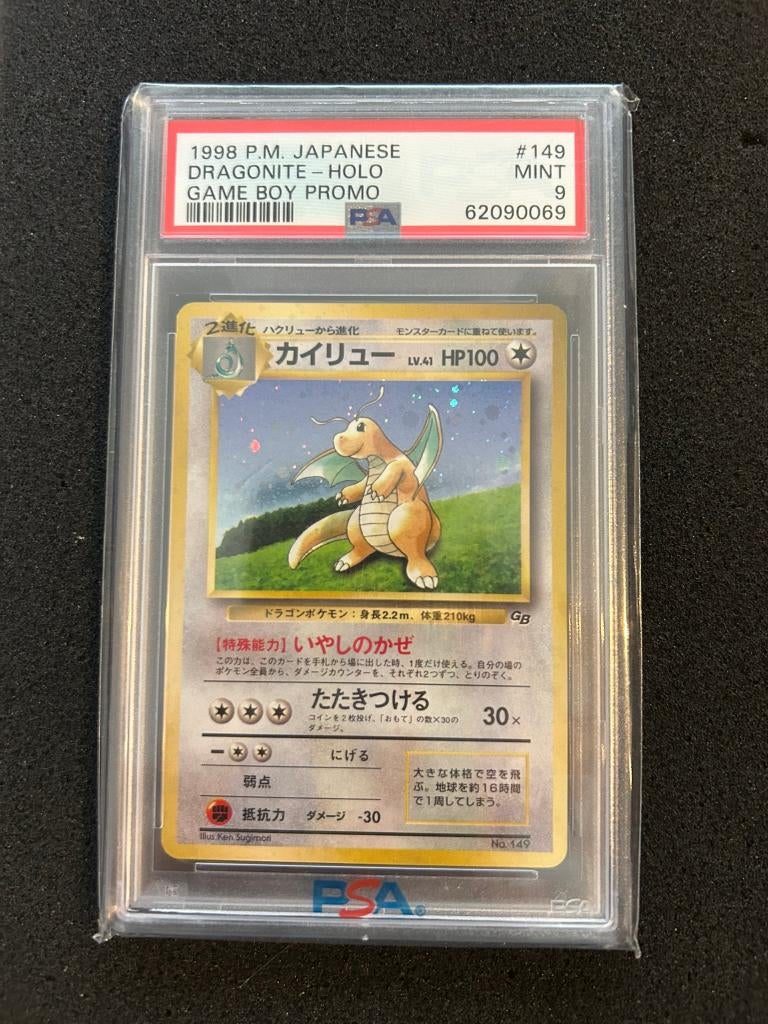 1998 P.M. JAPANESE #149
DRAGONITE - HOLO MINT
GAME BOY PROMO 9
PSA 62090069
2進化 ハクリューから進化 モンスターカードに重ねて使います。
カイリュー LV.41 HP100
ドラゴンポケモン:身長2.2m、体重210kg GB
【特殊能力】いやしのかぜ
この力は、このカードを手札から場に出した時、1度だけ使える。自分の場の
ポケモン全員から、ダメージカウンターを、それぞれ2つずつ、とりのぞく。
たたきつける 30×
コインを2枚投げ、「おもて」の数×30の
ダメージ。
にげる
弱点
抵抗力 ダメージ -30
大きな体格で空を飛
ぶ。地球を約16時間
で1周してしまう。
Illus. Ken Sugimori No. 149
PSA®
PSA